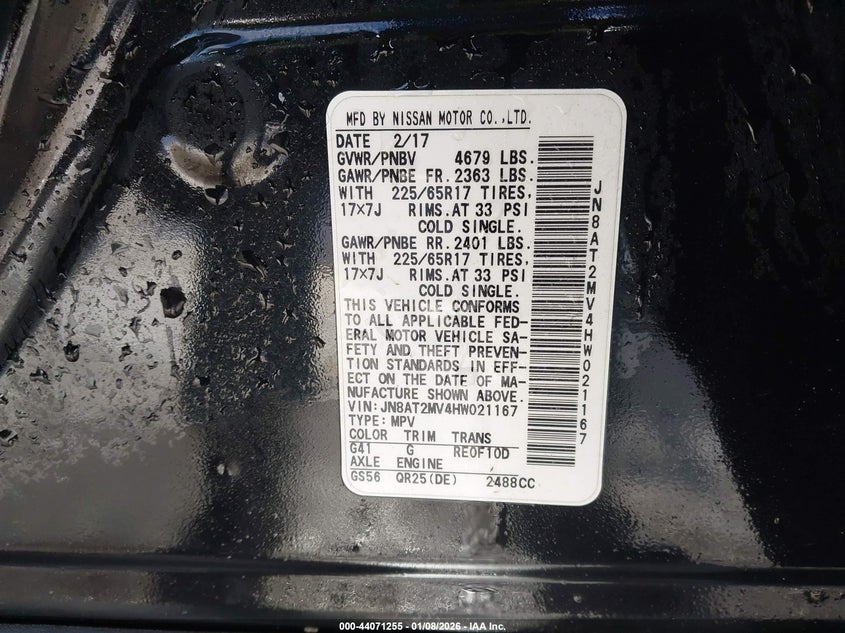 MFD BY NISSAN MOTOR CO.,LTD.
DATE 2/17
GVWR/PNBV 4679 LBS.
GAWR/PNBE FR. 2363 LBS.
WITH 225/65R17 TIRES,
17×7J RIMS.AT 33 PSI
COLD SINGLE.
GAWR/PNBE RR. 2401 LBS.
WITH 225/65R17 TIRES,
17×7J RIMS.AT 33 PSI
COLD SINGLE.
THIS VEHICLE CONFORMS
TO ALL APPLICABLE FED-
ERAL MOTOR VEHICLE SA-
FETY AND THEFT PREVEN-
TION STANDARDS IN EFF-
ECT ON THE DATE OF MA-
NUFACTURE SHOWN ABOVE.
VIN:JN8AT2MV4HW021167
TYPE: MPV
COLOR TRIM TRANS
G41 G RE0F10D
AXLE ENGINE
GS56 QR25(DE) 2488CC
JN8AT2MV4HW021167
000-44071255 - 01/08/2026 - © IAA Inc.